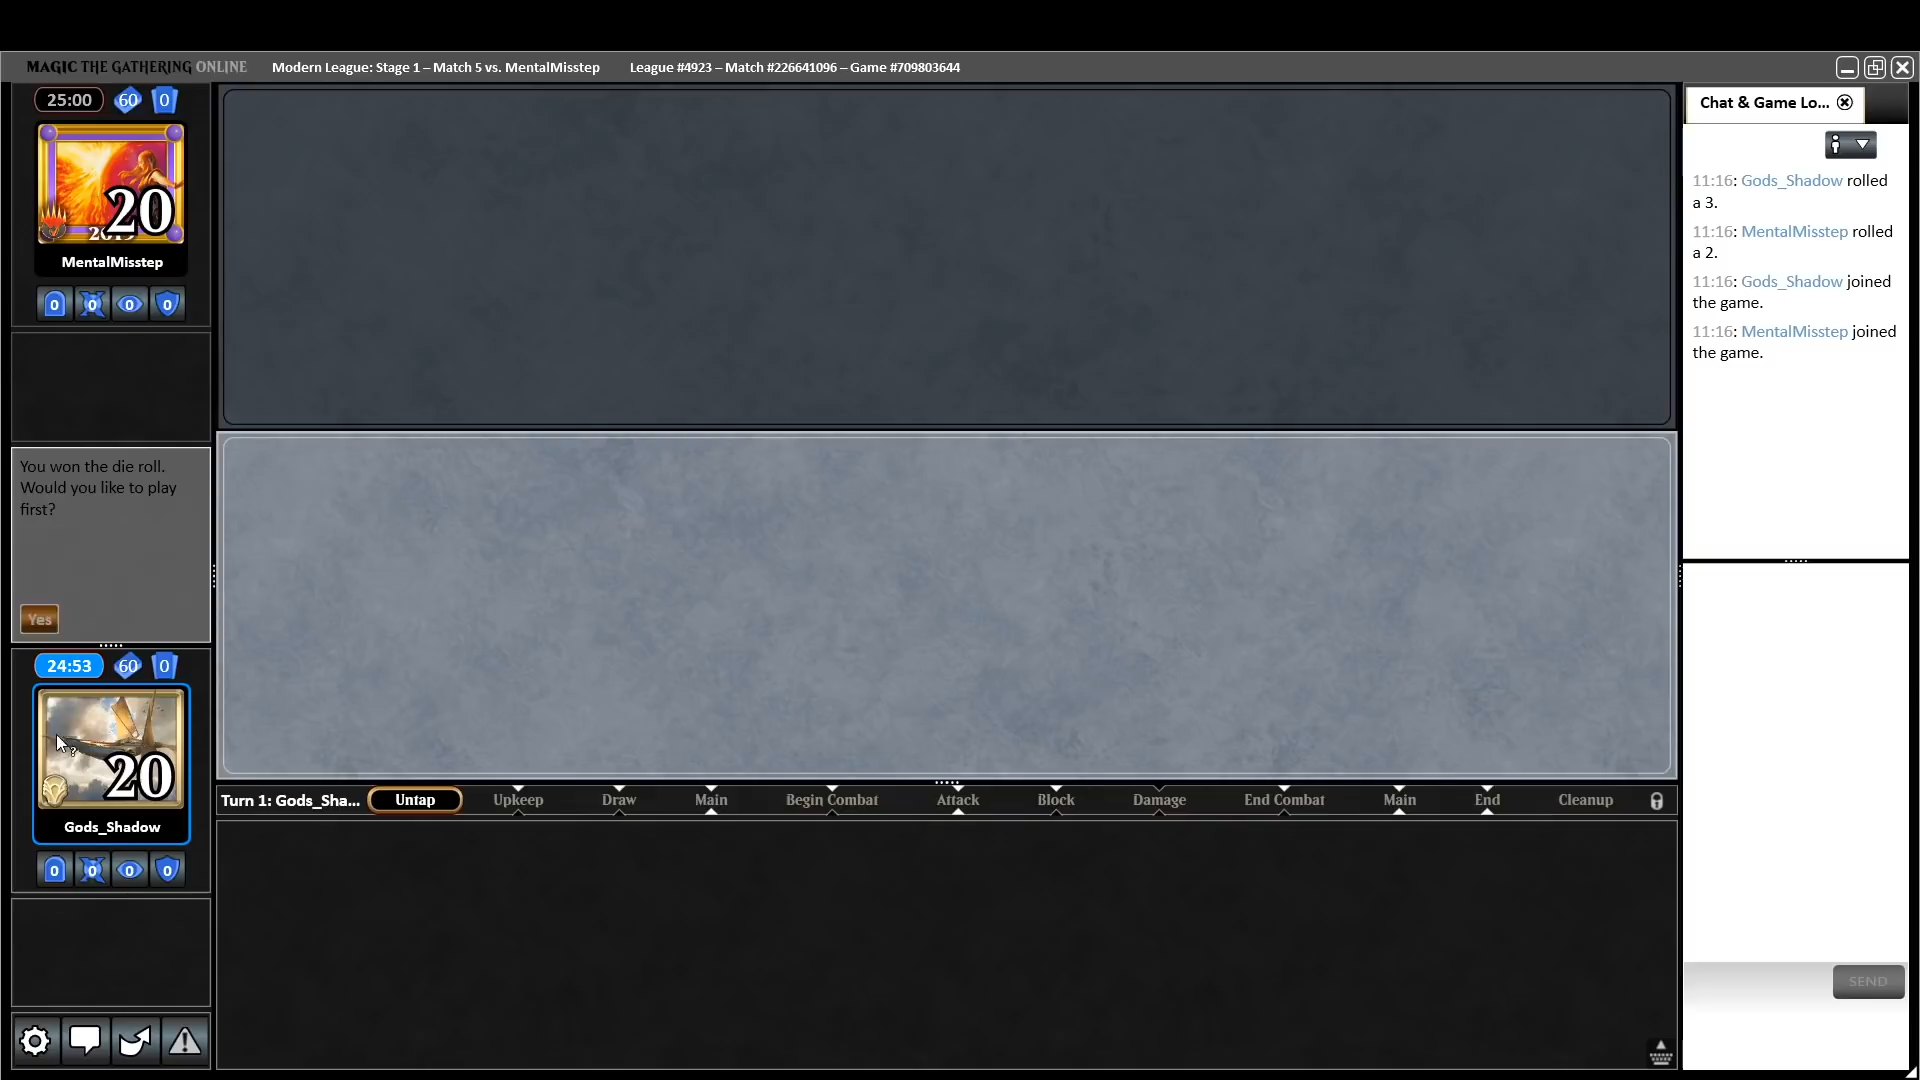 MAGIC THE GATHERING ONLINE
Modern League: Stage 1 – Match 5 vs. MentalMisstep
League #4923 – Match #226641096 – Game #709803644
25:00
60
0
20
MentalMisstep
0 0 0 0
You won the die roll.
Would you like to play
first?
Yes
24:53
60
0
20
Gods_Shadow
0 0 0 0
Turn 1: Gods_Sha...
Untap
Upkeep
Draw
Main
Begin Combat
Attack
Block
Damage
End Combat
Main
End
Cleanup
Chat & Game Lo...
11:16: Gods_Shadow rolled
a 3.
11:16: MentalMisstep rolled
a 2.
11:16: Gods_Shadow joined
the game.
11:16: MentalMisstep joined
the game.
SEND